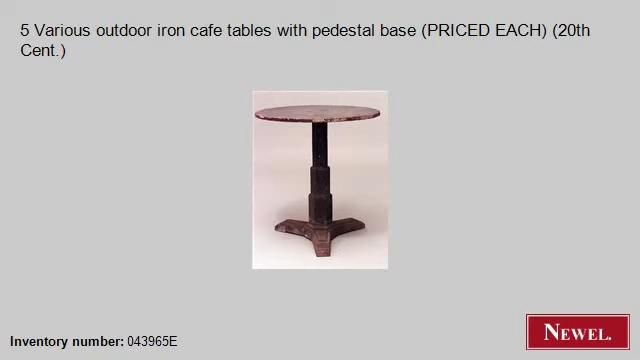 5 Various outdoor iron cafe tables with pedestal base (PRICED EACH) (20th
Cent.)
Inventory number: 043965E
NEWEL.